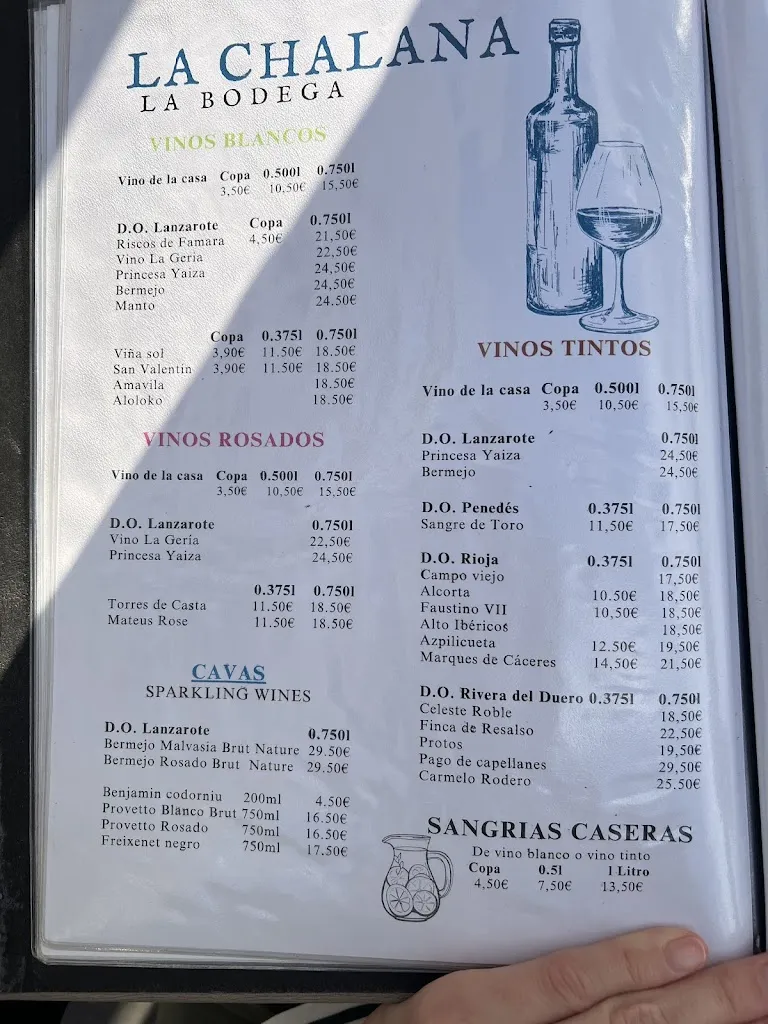 LA CHALANA
LA BODEGA
VINOS BLANCOS
Vino de la casa Copa 0.500l 0.750l
3,50€ 10,50€ 15,50€
D.O. Lanzarote Copa 0.750l
Riscos de Famara 4,50€ 21,50€
Vino La Geria 22,50€
Princesa Yaiza 24,50€
Bermejo 24,50€
Manto 24.50€
Copa 0.375l 0.750l
Viña sol 3,90€ 11.50€ 18.50€
San Valentin 3,90€ 11.50€ 18.50€
Amavila 18.50€
Aloloko 18.50€
VINOS ROSADOS
Vino de la casa Copa 0.500l 0.750l
3,50€ 10,50€ 15,50€
D.O. Lanzarote 0.750l
Vino La Gería 22,50€
Princesa Yaiza 24,50€
0.375l 0.750l
Torres de Casta 11.50€ 18.50€
Mateus Rose 11.50€ 18.50€
CAVAS
SPARKLING WINES
D.O. Lanzarote 0.750l
Bermejo Malvasia Brut Nature 29.50€
Bermejo Rosado Brut Nature 29.50€
Benjamin codorniu 200ml 4.50€
Provetto Blanco Brut 750ml 16.50€
Provetto Rosado 750ml 16.50€
Freixenet negro 750ml 17.50€
VINOS TINTOS
Vino de la casa Copa 0.500l 0.750l
3,50€ 10,50€ 15,50€
D.O. Lanzarote 0.750l
Princesa Yaiza 24,50€
Bermejo 24,50€
D.O. Penedés 0.375l 0.750l
Sangre de Toro 11,50€ 17,50€
D.O. Rioja 0.375l 0.750l
Campo viejo 17,50€
Alcorta 10.50€ 18,50€
Faustino VII 10,50€ 18,50€
Alto Ibéricos 18,50€
Azpilicueta 12.50€ 19,50€
Marques de Cáceres 14,50€ 21,50€
D.O. Rivera del Duero 0.375l 0.750l
Celeste Roble 18,50€
Finca de Resalso 22,50€
Protos 19,50€
Pago de capellanes 29,50€
Carmelo Rodero 25.50€
SANGRIAS CASERAS
De vino blanco o vino tinto
Copa 0.5l 1 Litro
4,50€ 7,50€ 13,50€